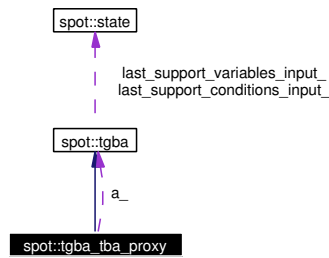 spot::state
last_support_variables_input_
last_support_conditions_input_
spot::tgba
a_
spot::tgba_tba_proxy